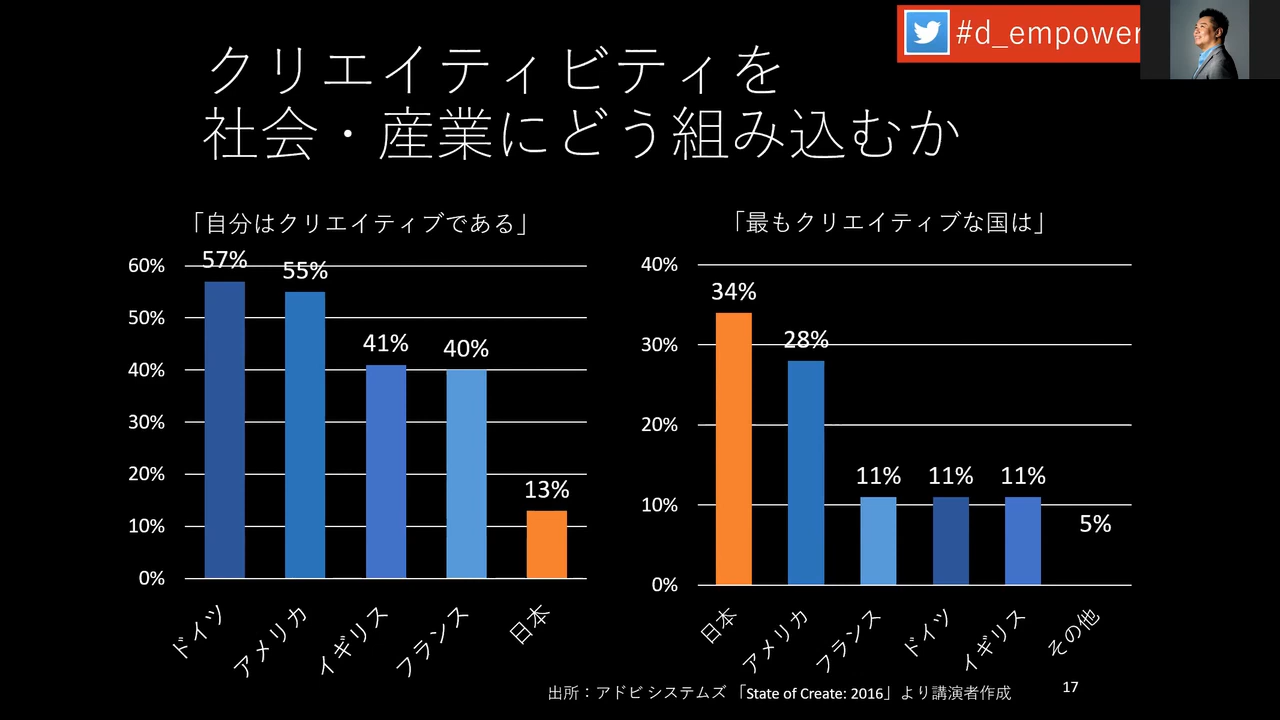 #d_empower
クリエイティビティを
社会・産業にどう組み込むか
「自分はクリエイティブである」
60%
50%
40%
30%
20%
10%
0%
57%
55%
41%
40%
13%
ドイツ
アメリカ
イギリス
フランス
日本
「最もクリエイティブな国は」
40%
30%
20%
10%
0%
34%
28%
11%
11%
11%
5%
日本
アメリカ
フランス
ドイツ
イギリス
その他
出所：アドビ システムズ 「State of Create: 2016」より講演者作成
17